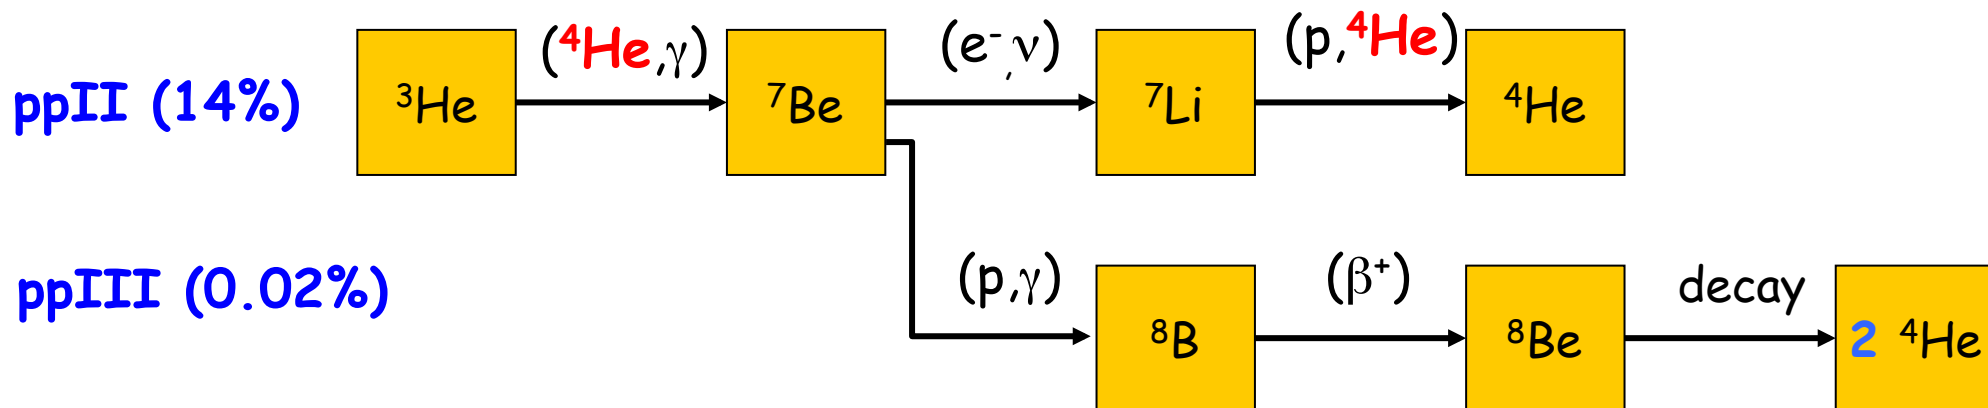 (⁴He,γ) (e⁻,ν) (p,⁴He)
ppII (14%) ³He ⁷Be ⁷Li ⁴He
(p,γ) (β⁺) decay
ppIII (0.02%) ⁸B ⁸Be 2 ⁴He